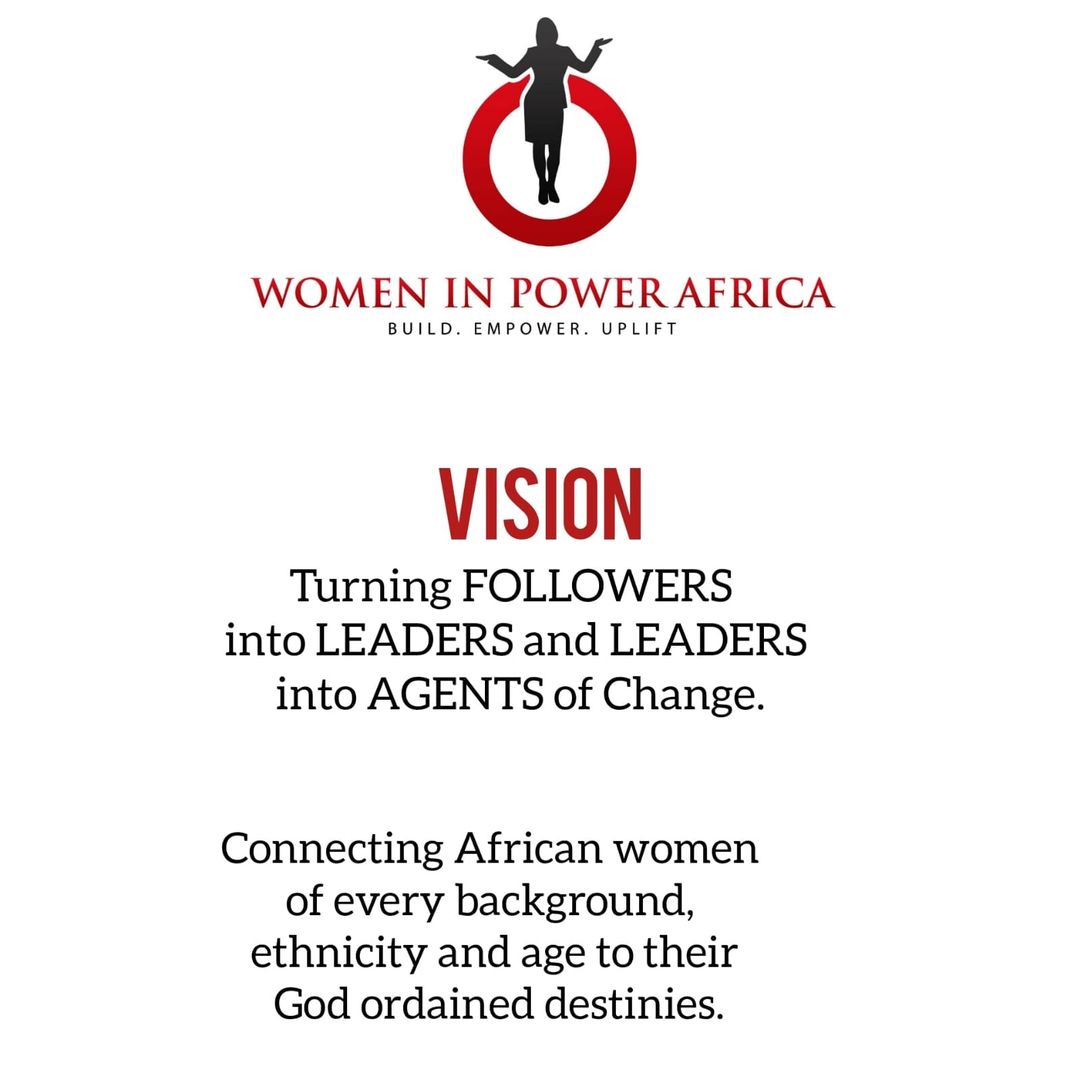 WOMEN IN POWER AFRICA
BUILD. EMPOWER. UPLIFT
VISION
Turning FOLLOWERS
into LEADERS and LEADERS
into AGENTS of Change.
Connecting African women
of every background,
ethnicity and age to their
God ordained destinies.